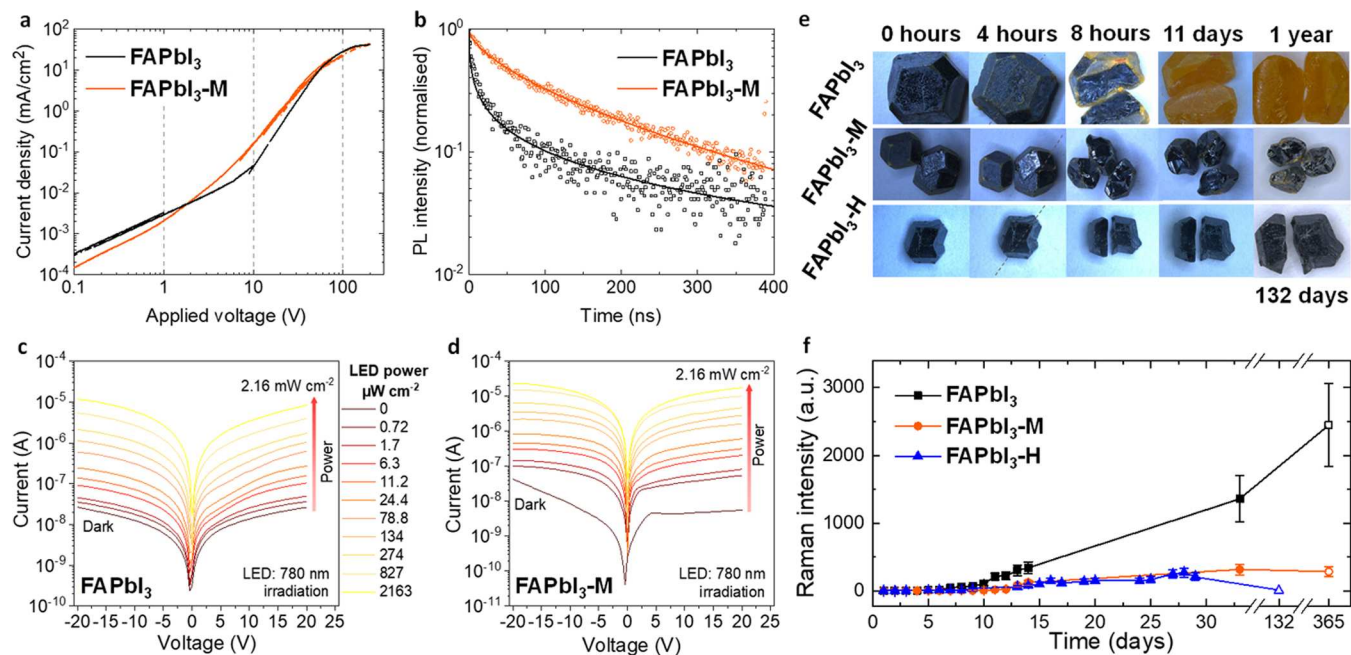 a
Current density (mA/cm2)
10²
10¹
10⁰
10⁻¹
10⁻²
10⁻³
10⁻⁴
FAPbI₃
FAPbI₃-M
0.1
1
10
100
Applied voltage (V)
b
PL intensity (normalised)
10⁰
10⁻¹
10⁻²
FAPbI₃
FAPbI₃-M
0
100
200
300
400
Time (ns)
e
0 hours
4 hours
8 hours
11 days
1 year
FAPbI₃
FAPbI₃-M
FAPbI₃-H
132 days
c
Current (A)
10⁻⁴
10⁻⁵
10⁻⁶
10⁻⁷
10⁻⁸
10⁻⁹
10⁻¹⁰
2.16 mW cm⁻²
Power
Dark
FAPbI₃
LED: 780 nm
irradiation
-20
-15
-10
-5
0
5
10
15
20
25
Voltage (V)
LED power
µW cm⁻²
0
0.72
1.7
6.3
11.2
24.4
78.8
134
274
827
2163
d
Current (A)
10⁻⁴
10⁻⁵
10⁻⁶
10⁻⁷
10⁻⁸
10⁻⁹
10⁻¹⁰
10⁻¹¹
2.16 mW cm⁻²
Power
Dark
FAPbI₃-M
LED: 780 nm
irradiation
-20
-15
-10
-5
0
5
10
15
20
25
Voltage (V)
f
Raman intensity (a.u.)
3000
2000
1000
0
FAPbI₃
FAPbI₃-M
FAPbI₃-H
0
5
10
15
20
25
30
132
365
Time (days)